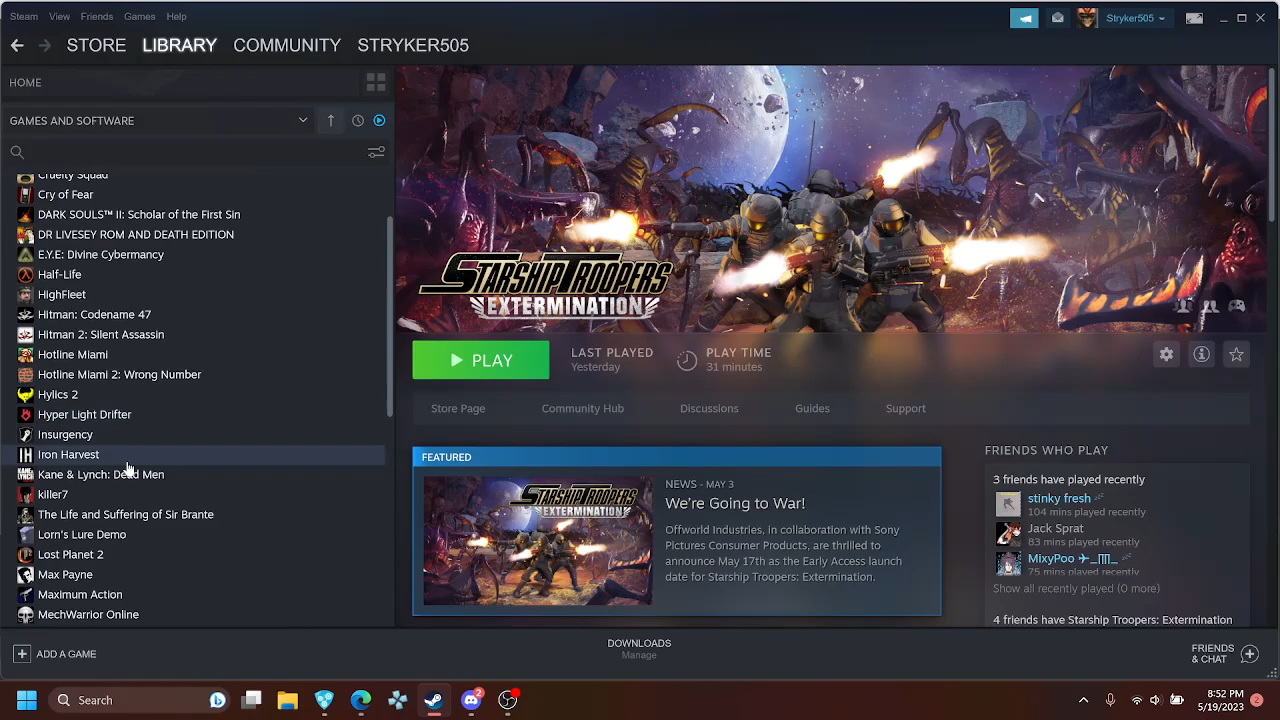 Steam View Friends Games Help
Stryker505
STORE LIBRARY COMMUNITY STRYKER505
HOME
GAMES AND SOFTWARE
Cruelty Squad
Cry of Fear
DARK SOULS™ II: Scholar of the First Sin
DR LIVESEY ROM AND DEATH EDITION
E.Y.E: Divine Cybermancy
Half-Life
HighFleet
Hitman: Codename 47
Hitman 2: Silent Assassin
Hotline Miami
Hotline Miami 2: Wrong Number
Hylics 2
Hyper Light Drifter
Insurgency
Iron Harvest
Kane & Lynch: Dead Men
killer7
The Life and Suffering of Sir Brante
Lorn's Lure Demo
Lost Planet 2
Max Payne
Maximum Action
MechWarrior Online
STARSHIP TROOPERS
EXTERMINATION
PLAY
LAST PLAYED
Yesterday
PLAY TIME
31 minutes
Store Page Community Hub Discussions Guides Support
FEATURED
STARSHIP TROOPERS
EXTERMINATION
NEWS - MAY 3
We're Going to War!
Offworld Industries, in collaboration with Sony
Pictures Consumer Products, are thrilled to
announce May 17th as the Early Access launch
date for Starship Troopers: Extermination.
FRIENDS WHO PLAY
3 friends have played recently
stinky fresh zz
104 mins played recently
Jack Sprat
83 mins played recently
MixyPoo
75 mins played recently
Show all recently played (0 more)
4 friends have Starship Troopers: Extermination
ADD A GAME
DOWNLOADS
Manage
FRIENDS
& CHAT
Search
2
8:52 PM
5/19/2023
2